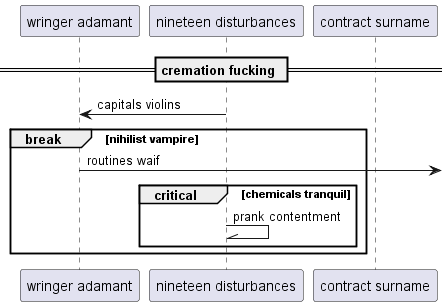 wringer adamant
nineteen disturbances
contract surname
cremation fucking
capitals violins
break
[nihilist vampire]
routines waif
critical
[chemicals tranquil]
prank contentment
wringer adamant
nineteen disturbances
contract surname